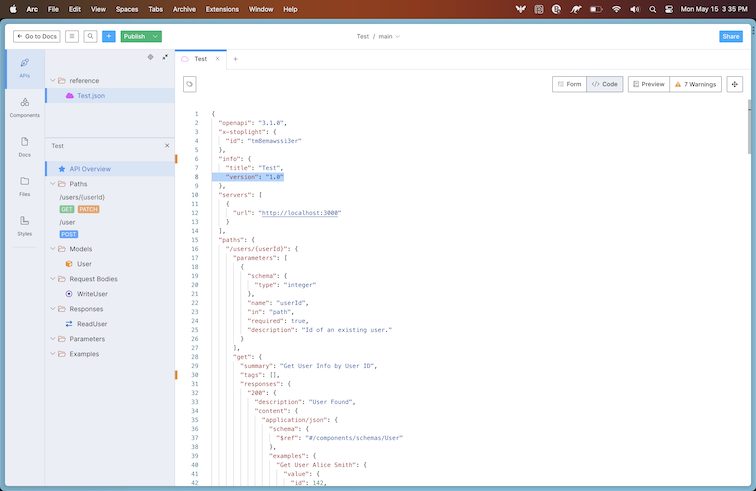 Arc File Edit View Spaces Tabs Archive Extensions Window Help Mon May 15 3 35 PM
← Go to Docs Publish Test / main Share
Test × +
APIs
Components
Docs
Files
Styles
reference
Test.json
Test ×
API Overview
Paths
/users/{userId}
GET PATCH
/user
POST
Models
User
Request Bodies
WriteUser
Responses
ReadUser
Parameters
Examples
Form </> Code Preview 7 Warnings
1 {
2 "openapi": "3.1.0",
3 "x-stoplight": {
4 "id": "tm8emawssi3er"
5 },
6 "info": {
7 "title": "Test",
8 "version": "1.0"
9 },
10 "servers": [
11 {
12 "url": "http://localhost:3000"
13 }
14 ],
15 "paths": {
16 "/users/{userId}": {
17 "parameters": [
18 {
19 "schema": {
20 "type": "integer"
21 },
22 "name": "userId",
23 "in": "path",
24 "required": true,
25 "description": "Id of an existing user."
26 }
27 ],
28 "get": {
29 "summary": "Get User Info by User ID",
30 "tags": [],
31 "responses": {
32 "200": {
33 "description": "User Found",
34 "content": {
35 "application/json": {
36 "schema": {
37 "$ref": "#/components/schemas/User"
38 },
39 "examples": {
40 "Get User Alice Smith": {
41 "value": {
42 "id": 142,